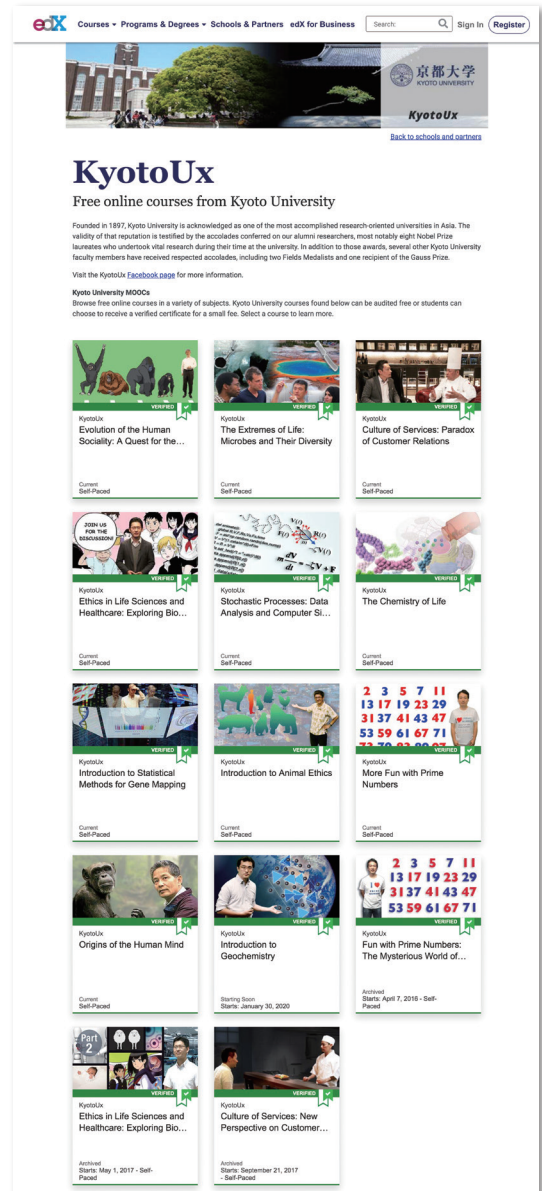 edX Courses Programs & Degrees Schools & Partners edX for Business Search: Sign In Register
京都大学
KYOTO UNIVERSITY
KyotoUx
Back to schools and partners
KyotoUx
Free online courses from Kyoto University
Founded in 1897, Kyoto University is acknowledged as one of the most accomplished research-oriented universities in Asia. The
validity of that reputation is testified by the accolades conferred on our alumni researchers, most notably eight Nobel Prize
laureates who undertook vital research during their time at the university. In addition to those awards, several other Kyoto University
faculty members have received respected accolades, including two Fields Medalists and one recipient of the Gauss Prize.
Visit the KyotoUx Facebook page for more information.
Kyoto University MOOCs
Browse free online courses in a variety of subjects. Kyoto University courses found below can be audited free or students can
choose to receive a verified certificate for a small fee. Select a course to learn more.
VERIFIED
KyotoUx
Evolution of the Human
Sociality: A Quest for the...
Current
Self-Paced
VERIFIED
KyotoUx
The Extremes of Life:
Microbes and Their Diversity
Current
Self-Paced
VERIFIED
KyotoUx
Culture of Services: Paradox
of Customer Relations
Current
Self-Paced
JOIN US
FOR THE
DISCUSSION!
VERIFIED
KyotoUx
Ethics in Life Sciences and
Healthcare: Exploring Bio...
Current
Self-Paced
VERIFIED
KyotoUx
Stochastic Processes: Data
Analysis and Computer Si...
Current
Self-Paced
VERIFIED
KyotoUx
The Chemistry of Life
Current
Self-Paced
VERIFIED
KyotoUx
Introduction to Statistical
Methods for Gene Mapping
Current
Self-Paced
VERIFIED
KyotoUx
Introduction to Animal Ethics
Current
Self-Paced
2 3 5 7 11
13 17 19 23 29
31 37 41 43 47
53 59 61 67 71
VERIFIED
KyotoUx
More Fun with Prime
Numbers
Current
Self-Paced
VERIFIED
KyotoUx
Origins of the Human Mind
Current
Self-Paced
VERIFIED
KyotoUx
Introduction to
Geochemistry
Starting Soon
Starts: January 30, 2020
2 3 5 7 11
13 17 19 23 29
31 37 41 43 47
53 59 61 67 71
VERIFIED
KyotoUx
Fun with Prime Numbers:
The Mysterious World of...
Archived
Starts: April 7, 2016 - Self-
Paced
Part
2
VERIFIED
KyotoUx
Ethics in Life Sciences and
Healthcare: Exploring Bio...
Archived
Starts: May 1, 2017 - Self-
Paced
VERIFIED
KyotoUx
Culture of Services: New
Perspective on Customer...
Archived
Starts: September 21, 2017
- Self-Paced